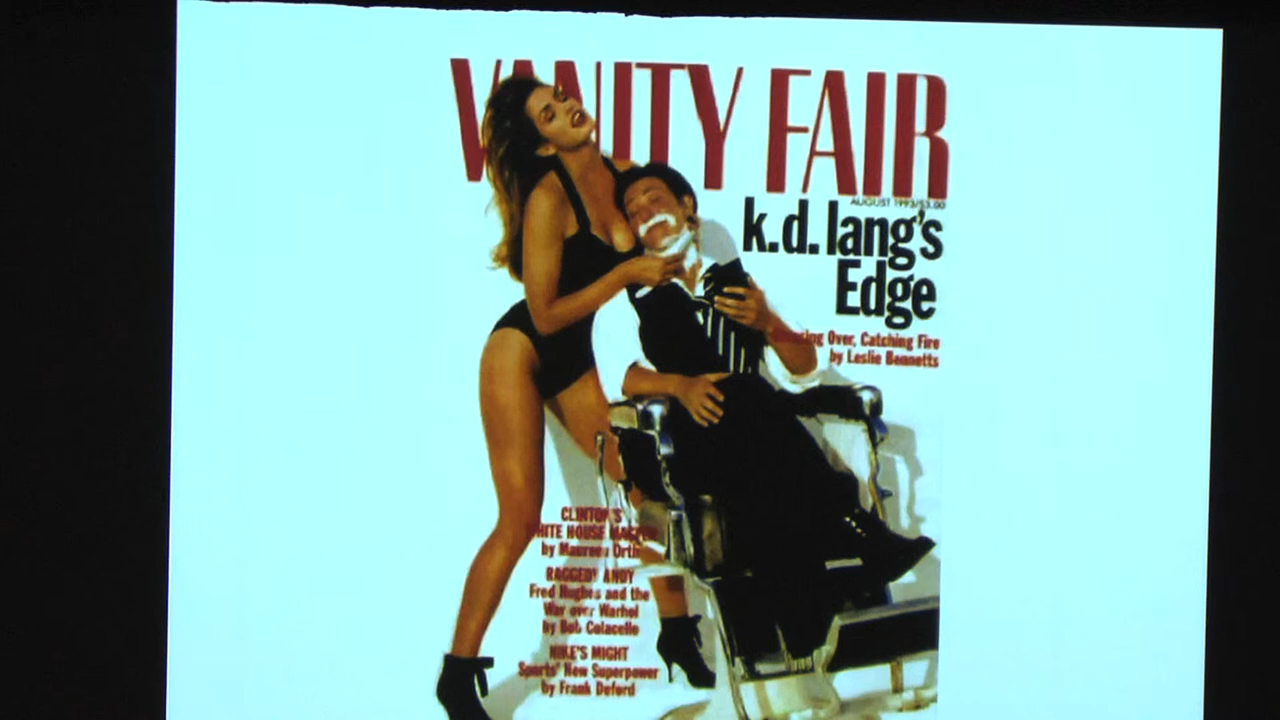 VANITY FAIR
AUGUST 1993/$3.00
k.d. lang's
Edge
Over, Catching Fire
by Leslie Bennetts
CLINTON'S
WHITE HOUSE
by Maureen Orth
RAGGEDY ANDY
Fred Hughes and the
War over Warhol
by Bob Colacello
NIKE'S MIGHT
Sports' New Superpower
by Frank Deford